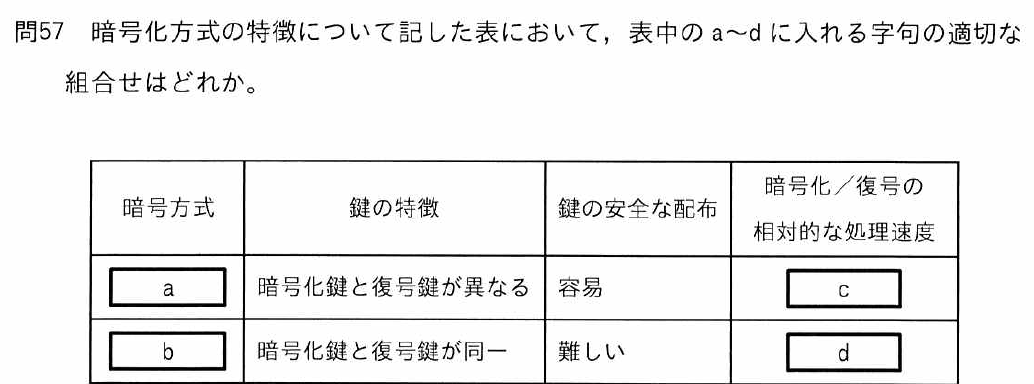 問57 暗号化方式の特徴について記した表において，表中の a～d に入れる字句の適切な
組合せはどれか。
暗号方式 鍵の特徴 鍵の安全な配布 暗号化／復号の
相対的な処理速度
a 暗号化鍵と復号鍵が異なる 容易 c
b 暗号化鍵と復号鍵が同一 難しい d